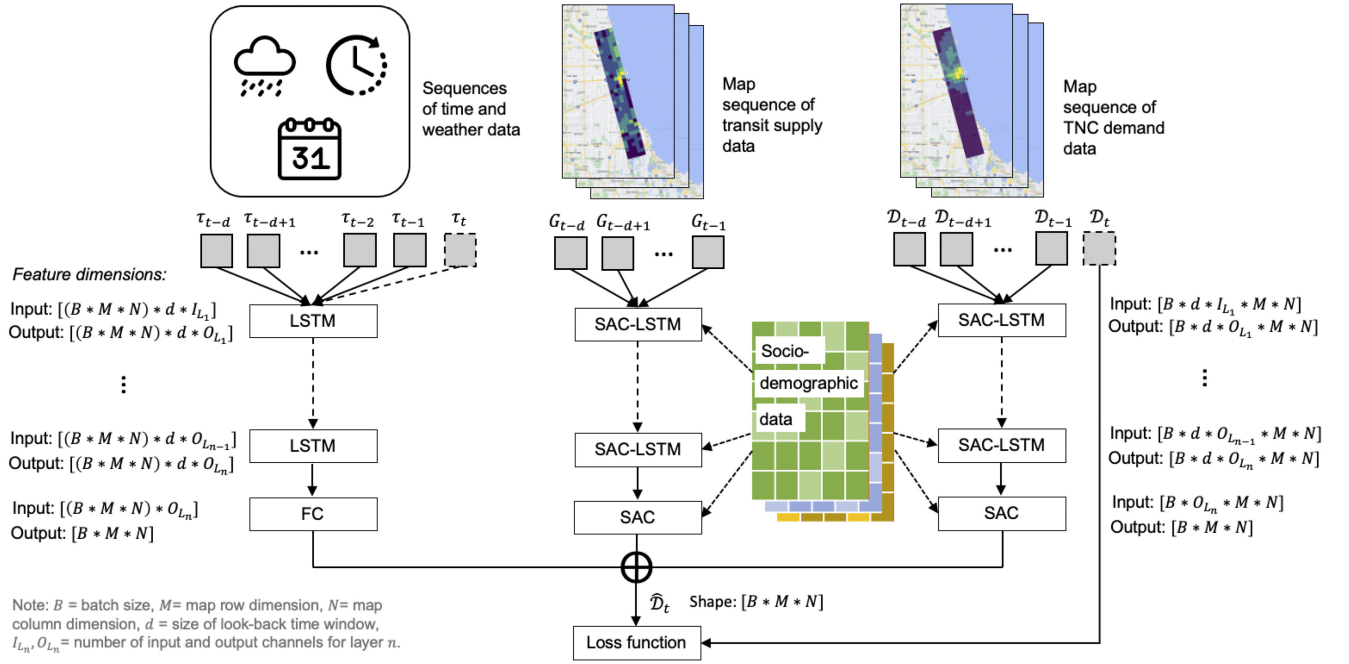 31
Sequences
of time and
weather data
Map
sequence of
transit supply
data
Map
sequence of
TNC demand
data
τ_{t−d} τ_{t−d+1} ... τ_{t−2} τ_{t−1} τ_t
G_{t−d} G_{t−d+1} ... G_{t−1}
𝒟_{t−d} 𝒟_{t−d+1} ... 𝒟_{t−1} 𝒟_t
Feature dimensions:
Input: [(B * M * N) * d * I_{L_1}]
Output: [(B * M * N) * d * O_{L_1}]
LSTM
SAC-LSTM
SAC-LSTM
Input: [B * d * I_{L_1} * M * N]
Output: [B * d * O_{L_1} * M * N]
Socio-
demographic
data
⋮
⋮
Input: [(B * M * N) * d * O_{L_{n−1}}]
Output: [(B * M * N) * d * O_{L_n}]
LSTM
SAC-LSTM
SAC-LSTM
Input: [B * d * O_{L_{n−1}} * M * N]
Output: [B * d * O_{L_n} * M * N]
Input: [(B * M * N) * O_{L_n}]
Output: [B * M * N]
FC
SAC
SAC
Input: [B * O_{L_n} * M * N]
Output: [B * M * N]
𝒟̂_t Shape: [B * M * N]
Loss function
Note: B = batch size, M= map row dimension, N= map
column dimension, d = size of look-back time window,
I_{L_n}, O_{L_n}= number of input and output channels for layer n.